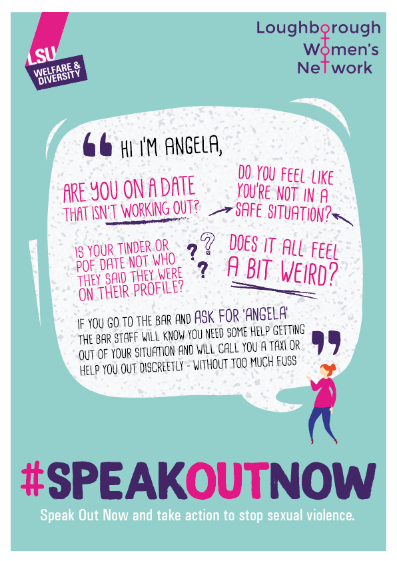 LSU
WELFARE &
DIVERSITY
Loughborough
Women's
Network
“ HI I'M ANGELA,
ARE YOU ON A DATE
THAT ISN'T WORKING OUT?
DO YOU FEEL LIKE
YOU'RE NOT IN A
SAFE SITUATION?
IS YOUR TINDER OR
POF DATE NOT WHO
THEY SAID THEY WERE
ON THEIR PROFILE?
? ? ?
DOES IT ALL FEEL
A BIT WEIRD?
IF YOU GO TO THE BAR AND ASK FOR 'ANGELA'
THE BAR STAFF WILL KNOW YOU NEED SOME HELP GETTING
OUT OF YOUR SITUATION AND WILL CALL YOU A TAXI OR
HELP YOU OUT DISCREETLY - WITHOUT TOO MUCH FUSS ”
#SPEAKOUTNOW
Speak Out Now and take action to stop sexual violence.